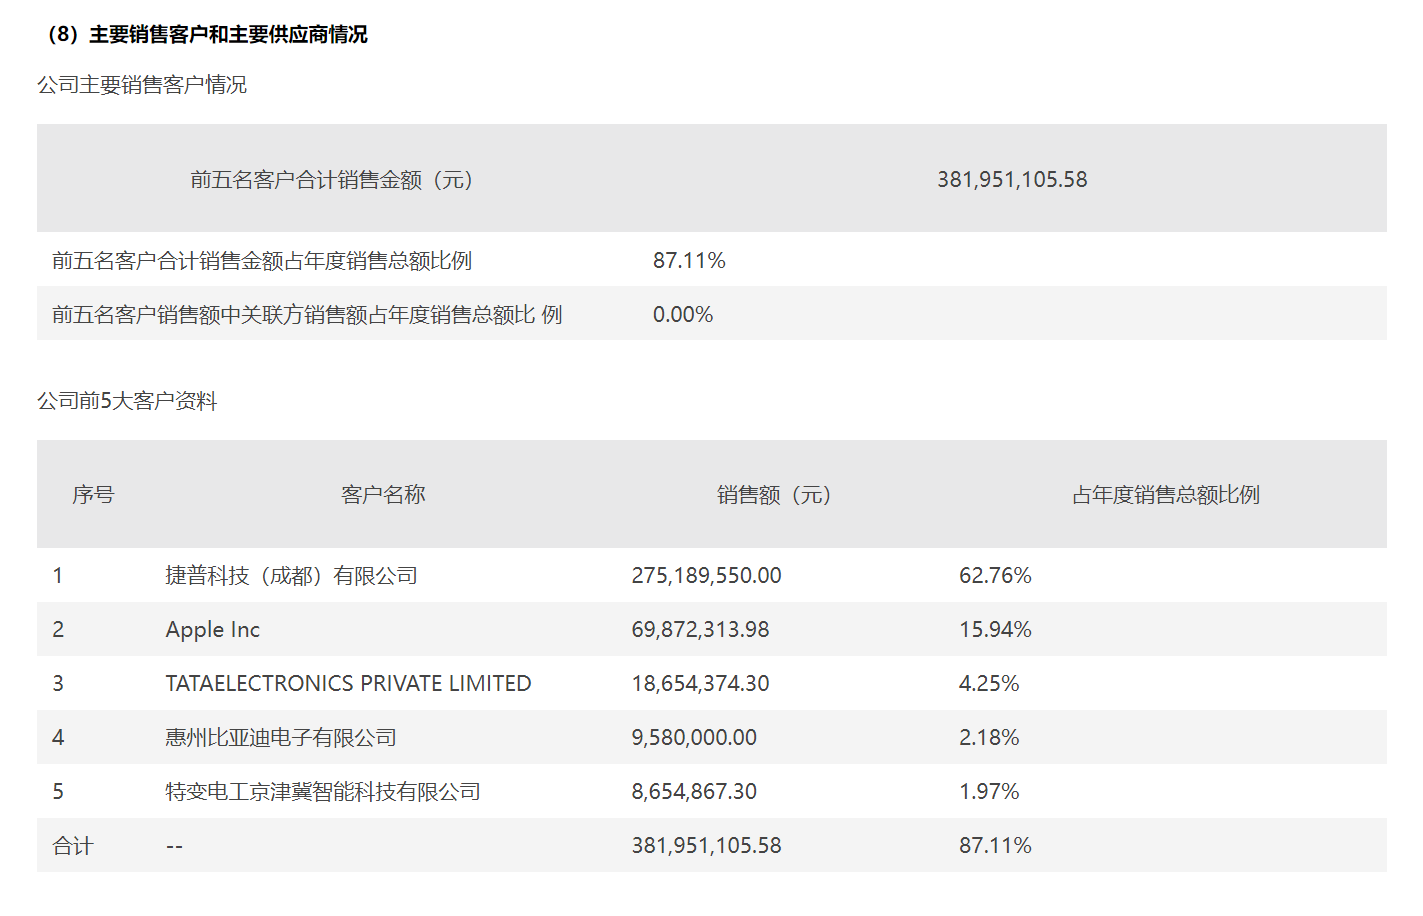 （8）主要销售客户和主要供应商情况
公司主要销售客户情况
前五名客户合计销售金额（元） 381,951,105.58
前五名客户合计销售金额占年度销售总额比例 87.11%
前五名客户销售额中关联方销售额占年度销售总额比 例 0.00%
公司前5大客户资料
序号 客户名称 销售额（元） 占年度销售总额比例
1 捷普科技（成都）有限公司 275,189,550.00 62.76%
2 Apple Inc 69,872,313.98 15.94%
3 TATAELECTRONICS PRIVATE LIMITED 18,654,374.30 4.25%
4 惠州比亚迪电子有限公司 9,580,000.00 2.18%
5 特变电工京津冀智能科技有限公司 8,654,867.30 1.97%
合计 -- 381,951,105.58 87.11%